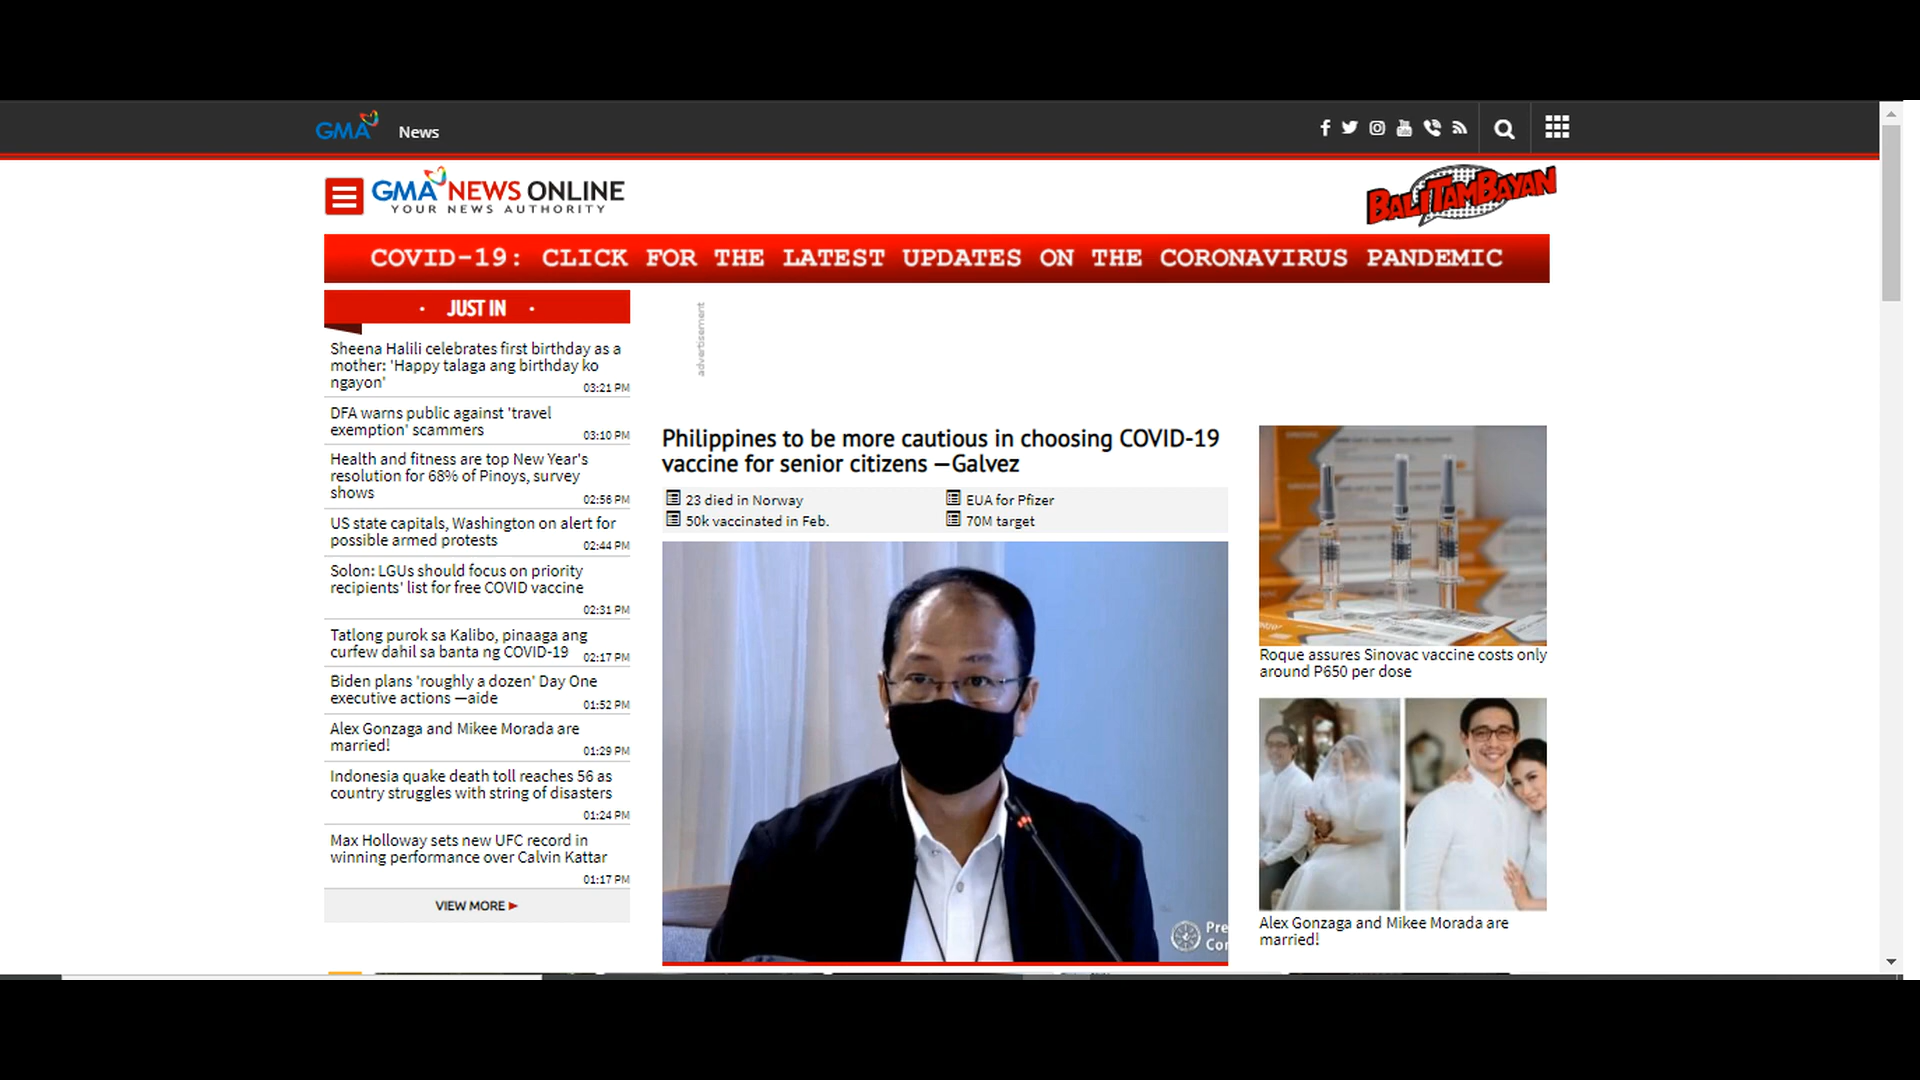 GMA News
GMA NEWS ONLINE
YOUR NEWS AUTHORITY
BALITAMBAYAN
COVID-19: CLICK FOR THE LATEST UPDATES ON THE CORONAVIRUS PANDEMIC
· JUST IN ·
Sheena Halili celebrates first birthday as a
mother: 'Happy talaga ang birthday ko
ngayon'
03:21 PM
DFA warns public against 'travel
exemption' scammers
03:10 PM
Health and fitness are top New Year's
resolution for 68% of Pinoys, survey
shows
02:56 PM
US state capitals, Washington on alert for
possible armed protests
02:44 PM
Solon: LGUs should focus on priority
recipients' list for free COVID vaccine
02:31 PM
Tatlong purok sa Kalibo, pinaaga ang
curfew dahil sa banta ng COVID-19
02:17 PM
Biden plans 'roughly a dozen' Day One
executive actions —aide
01:52 PM
Alex Gonzaga and Mikee Morada are
married!
01:29 PM
Indonesia quake death toll reaches 56 as
country struggles with string of disasters
01:24 PM
Max Holloway sets new UFC record in
winning performance over Calvin Kattar
01:17 PM
VIEW MORE
advertisement
Philippines to be more cautious in choosing COVID-19
vaccine for senior citizens —Galvez
23 died in Norway
EUA for Pfizer
50k vaccinated in Feb.
70M target
Pre
Con
Roque assures Sinovac vaccine costs only
around P650 per dose
Alex Gonzaga and Mikee Morada are
married!